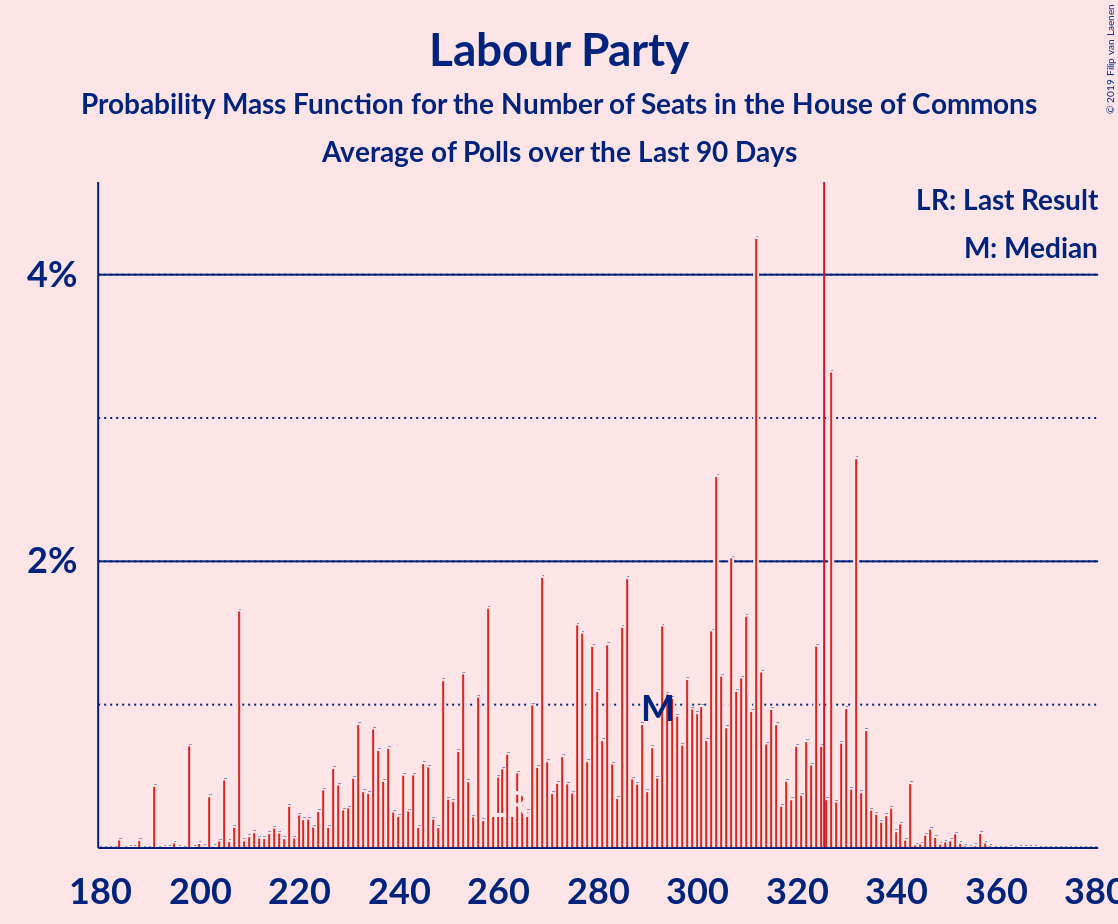 Labour Party
Probability Mass Function for the Number of Seats in the House of Commons
Average of Polls over the Last 90 Days
© 2019 Filip van Laenen
LR: Last Result
M: Median
4%
2%
M
LR
180 200 220 240 260 280 300 320 340 360 380